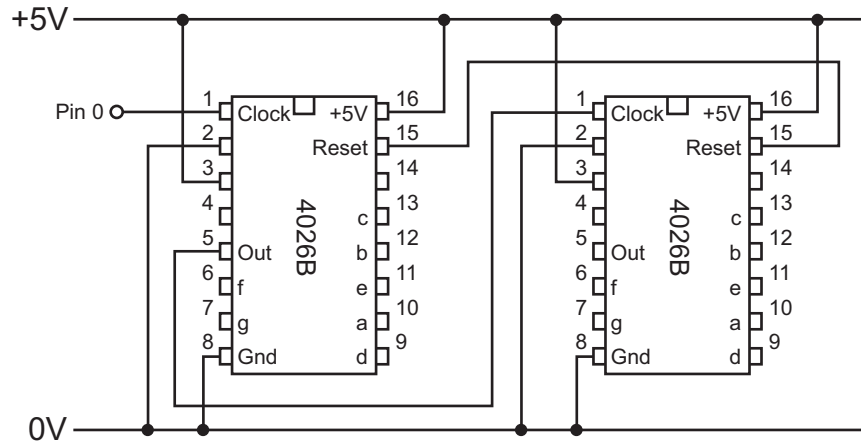 +5V
1 Clock +5V 16 1 Clock +5V 16
Pin 0
2 Reset 15 2 Reset 15
3 14 3 14
4 c 13 4 c 13
4026B 4026B
5 Out b 12 5 Out b 12
6 f e 11 6 f e 11
7 g a 10 7 g a 10
8 Gnd d 9 8 Gnd d 9
0V